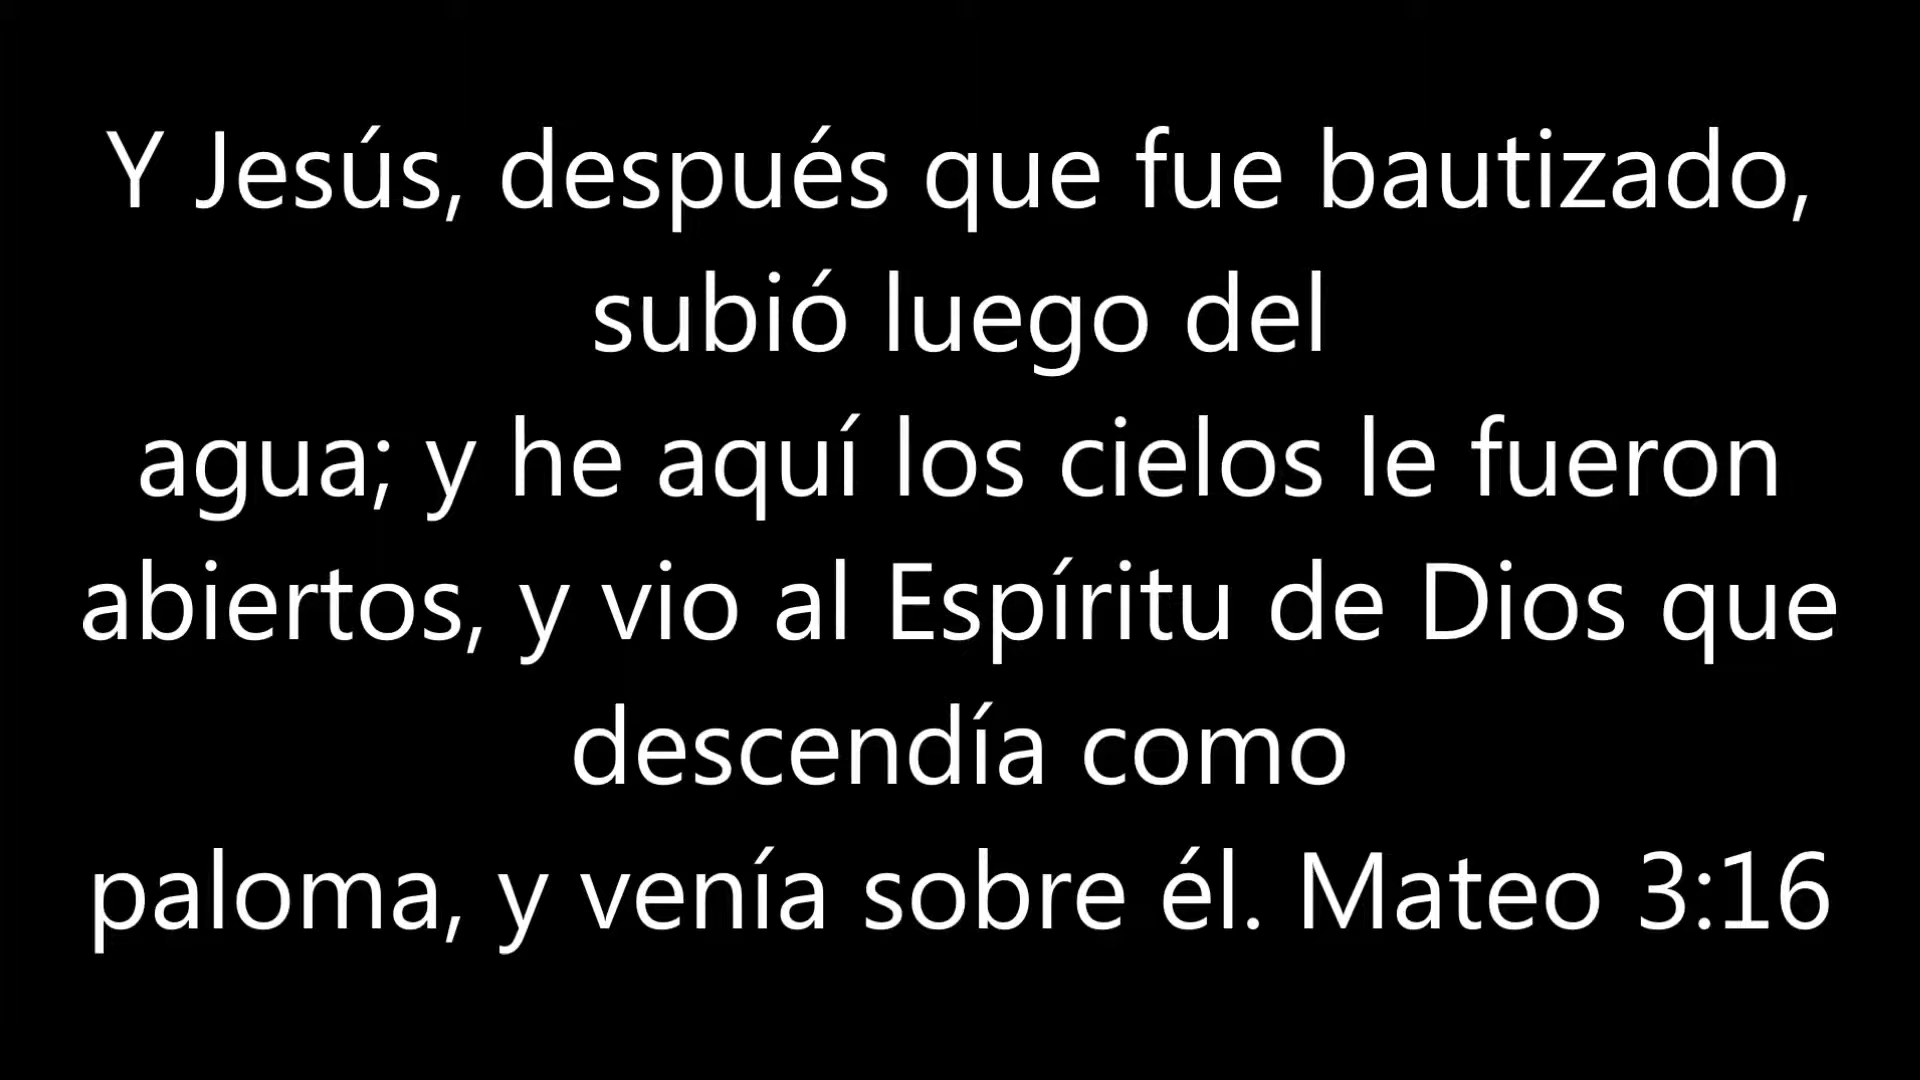 Y Jesús, después que fue bautizado,
subió luego del
agua; y he aquí los cielos le fueron
abiertos, y vio al Espíritu de Dios que
descendía como
paloma, y venía sobre él. Mateo 3:16